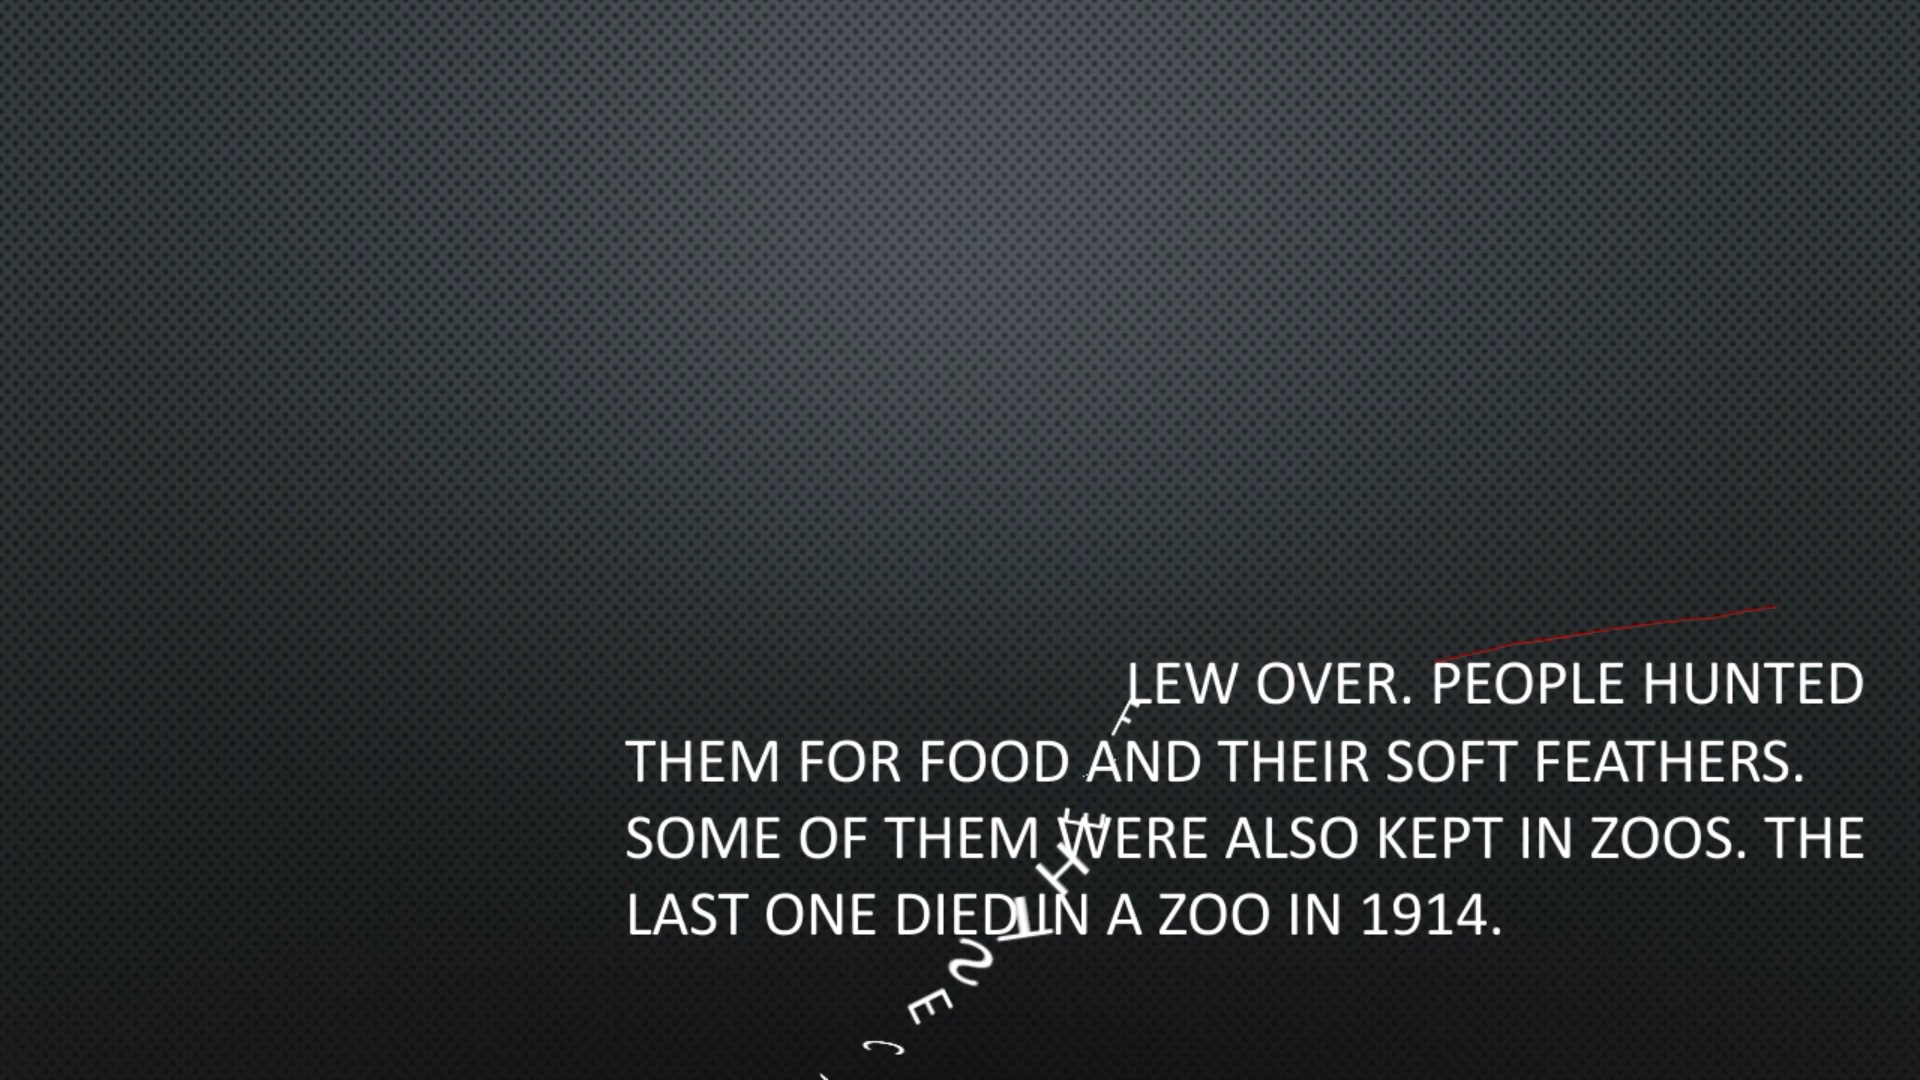 LEW OVER. PEOPLE HUNTED
THEM FOR FOOD AND THEIR SOFT FEATHERS.
SOME OF THEM WERE ALSO KEPT IN ZOOS. THE
LAST ONE DIED IN A ZOO IN 1914.